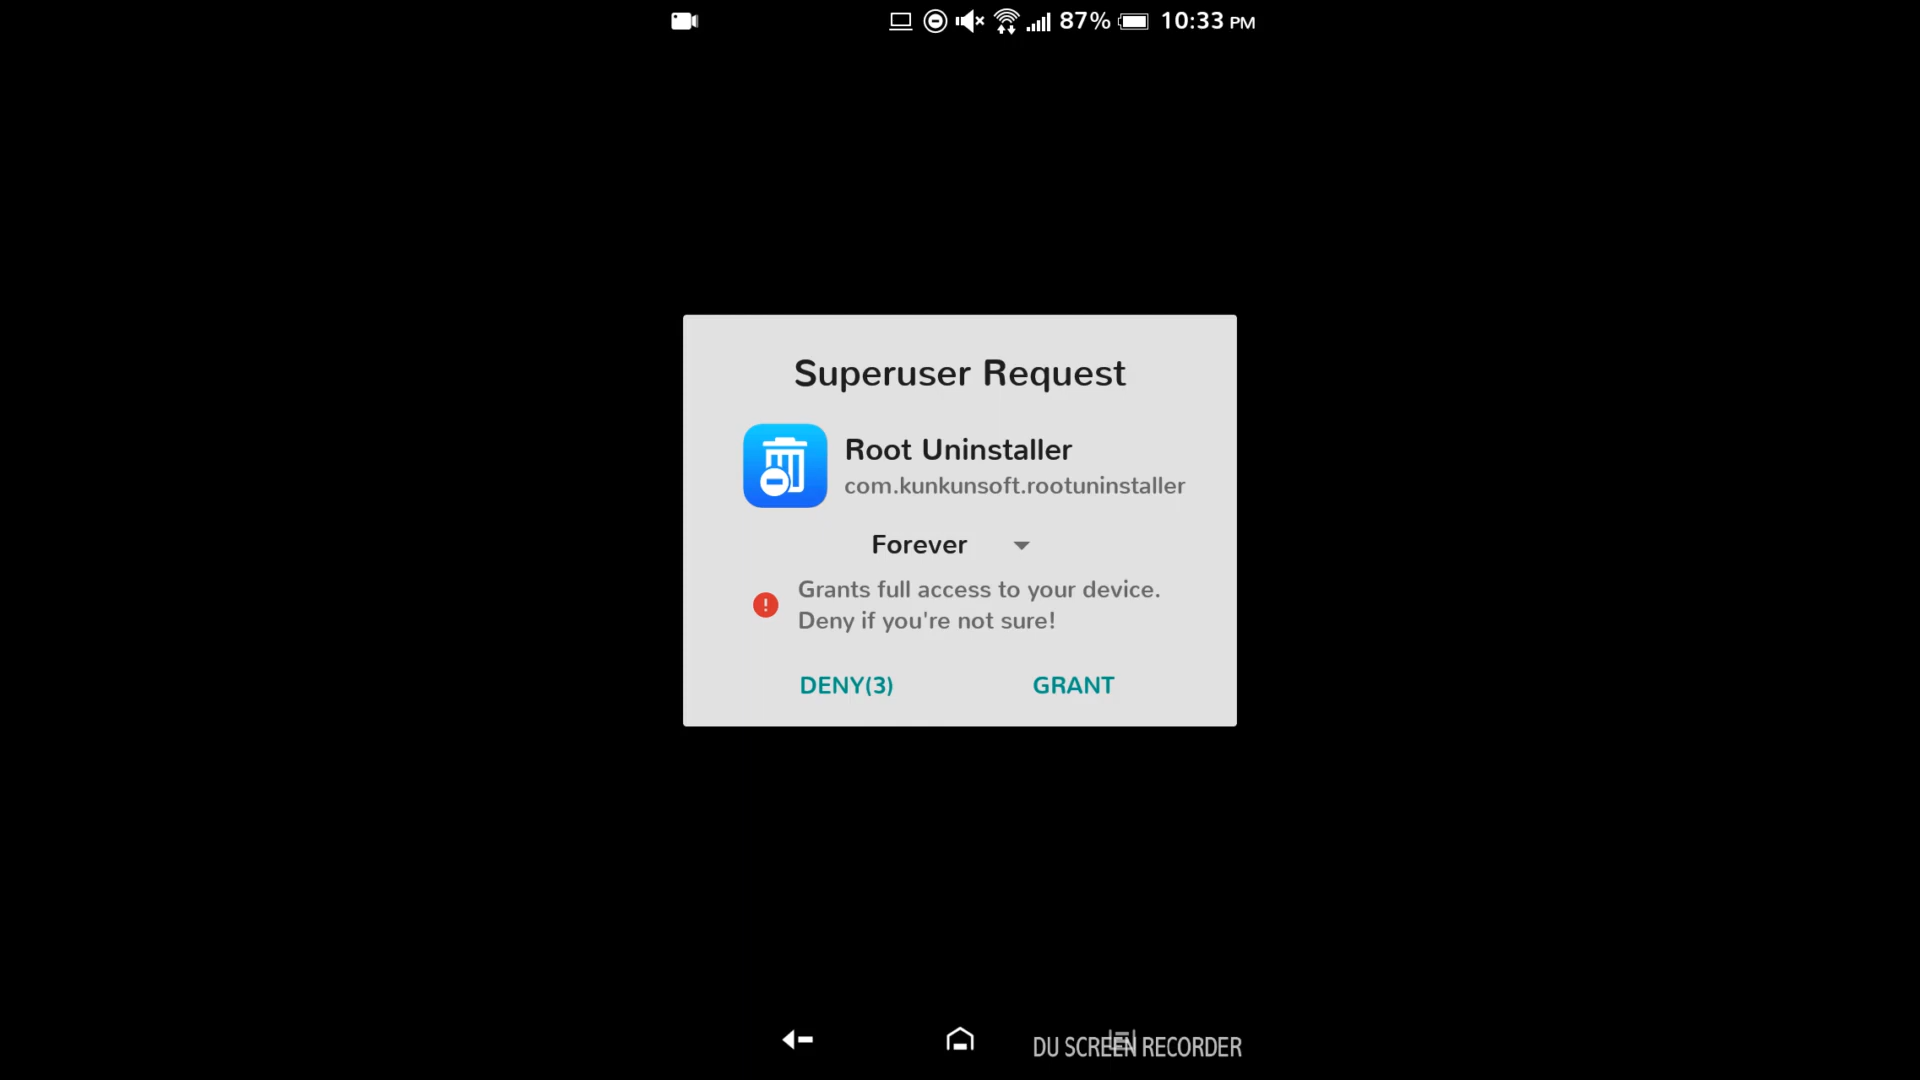 87% 10:33 PM
Superuser Request
Root Uninstaller
com.kunkunsoft.rootuninstaller
Forever
Grants full access to your device.
Deny if you're not sure!
DENY(3) GRANT
DU SCREEN RECORDER